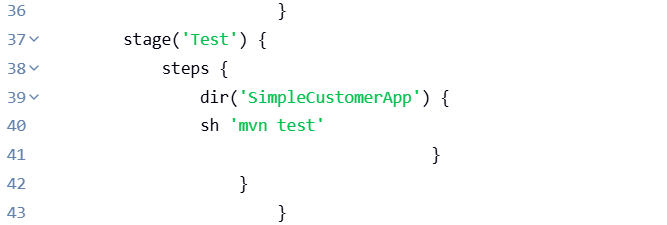 36                          }
37          stage('Test') {
38              steps {
39                  dir('SimpleCustomerApp') {
40                  sh 'mvn test'
41                                          }
42                      }
43                          }